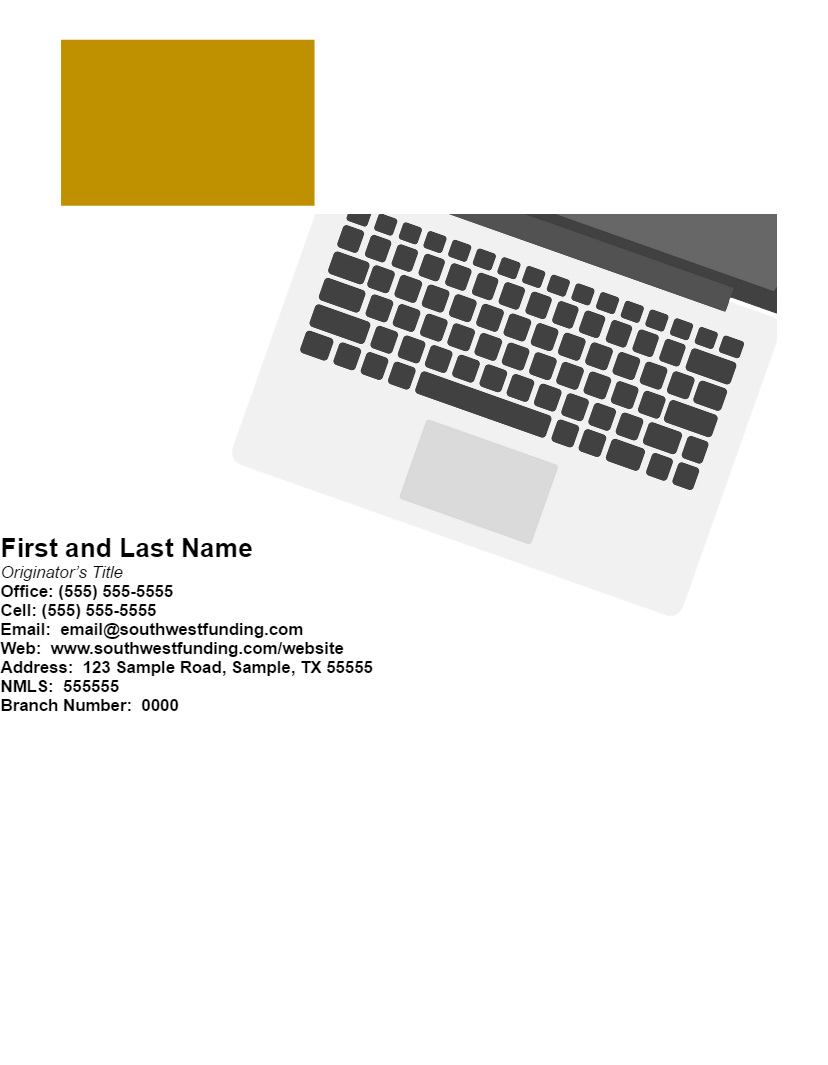 First and Last Name
Originator’s Title
Office: (555) 555-5555
Cell: (555) 555-5555
Email:  email@southwestfunding.com
Web:  www.southwestfunding.com/website
Address:  123 Sample Road, Sample, TX 55555
NMLS:  555555
Branch Number:  0000